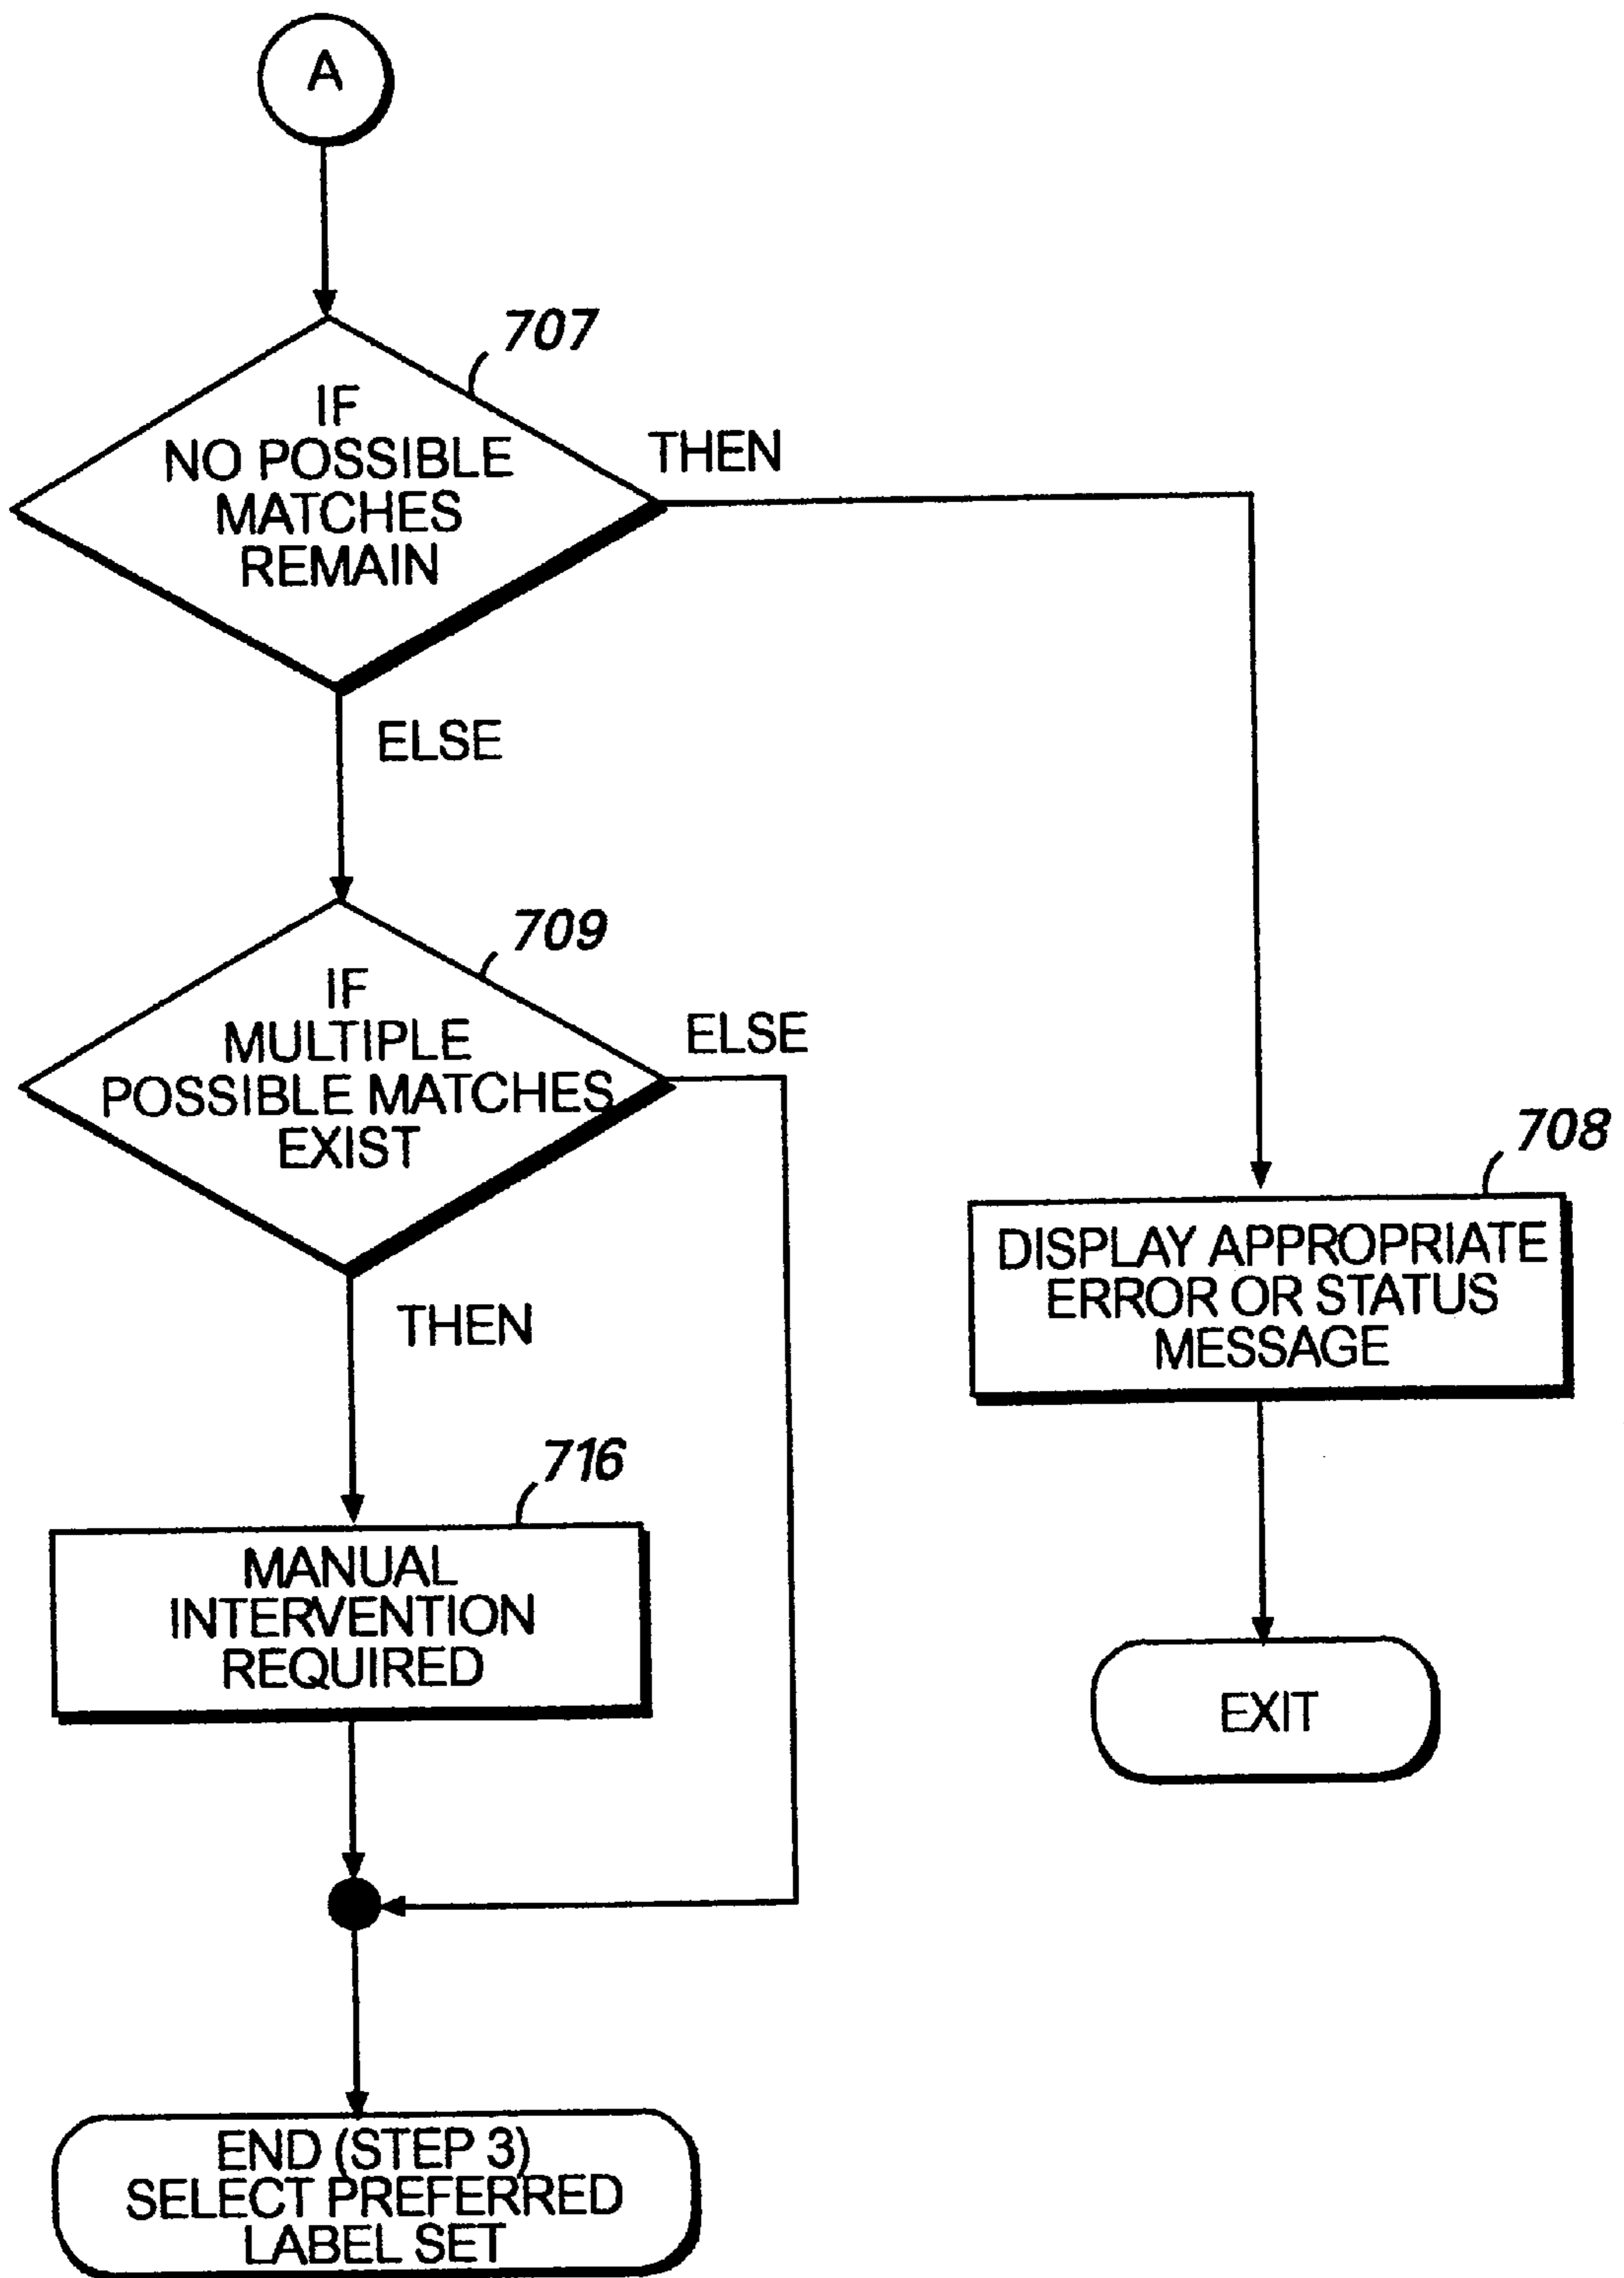 A
707
IF
NO POSSIBLE
MATCHES
REMAIN
THEN
ELSE
709
IF
MULTIPLE
POSSIBLE MATCHES
EXIST
ELSE
THEN
708
DISPLAY APPROPRIATE
ERROR OR STATUS
MESSAGE
716
MANUAL
INTERVENTION
REQUIRED
EXIT
END (STEP 3)
SELECT PREFERRED
LABEL SET